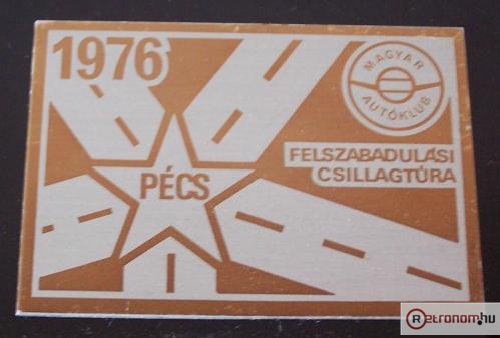 1976
MAGYAR
AUTÓKLUB
FELSZABADULÁSI
CSILLAGTÚRA
PÉCS
Retronom.hu